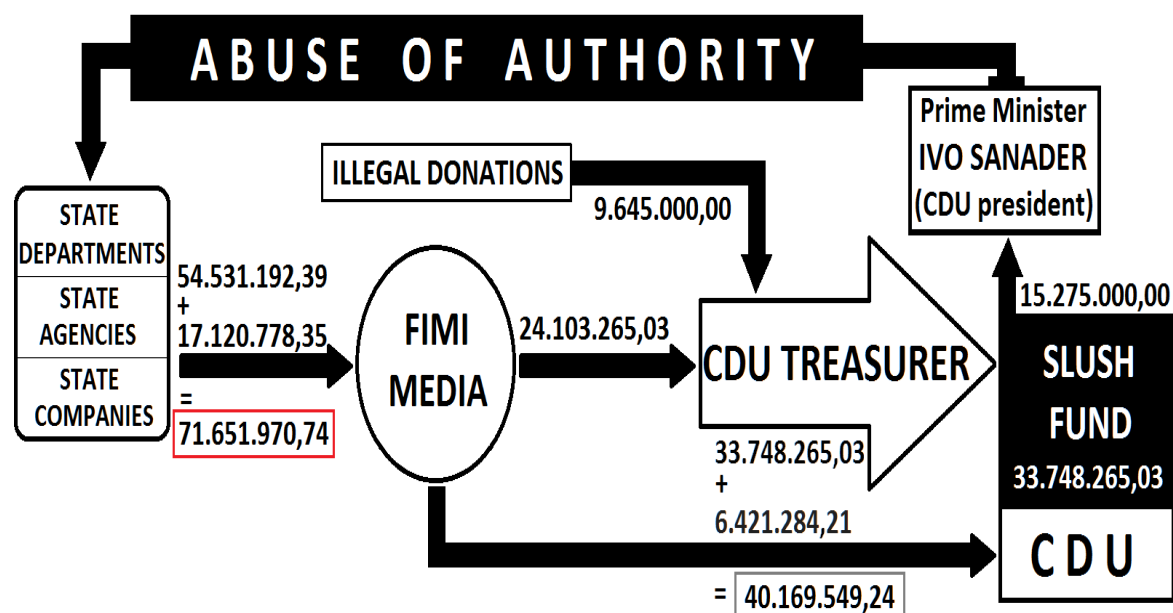 ABUSE OF AUTHORITY
Prime Minister
IVO SANADER
(CDU president)
ILLEGAL DONATIONS
9.645.000,00
STATE
DEPARTMENTS
STATE
AGENCIES
STATE
COMPANIES
54.531.192,39
+
17.120.778,35
=
71.651.970,74
FIMI
MEDIA
24.103.265,03
CDU TREASURER
33.748.265,03
+
6.421.284,21
= 40.169.549,24
15.275.000,00
SLUSH
FUND
33.748.265,03
CDU